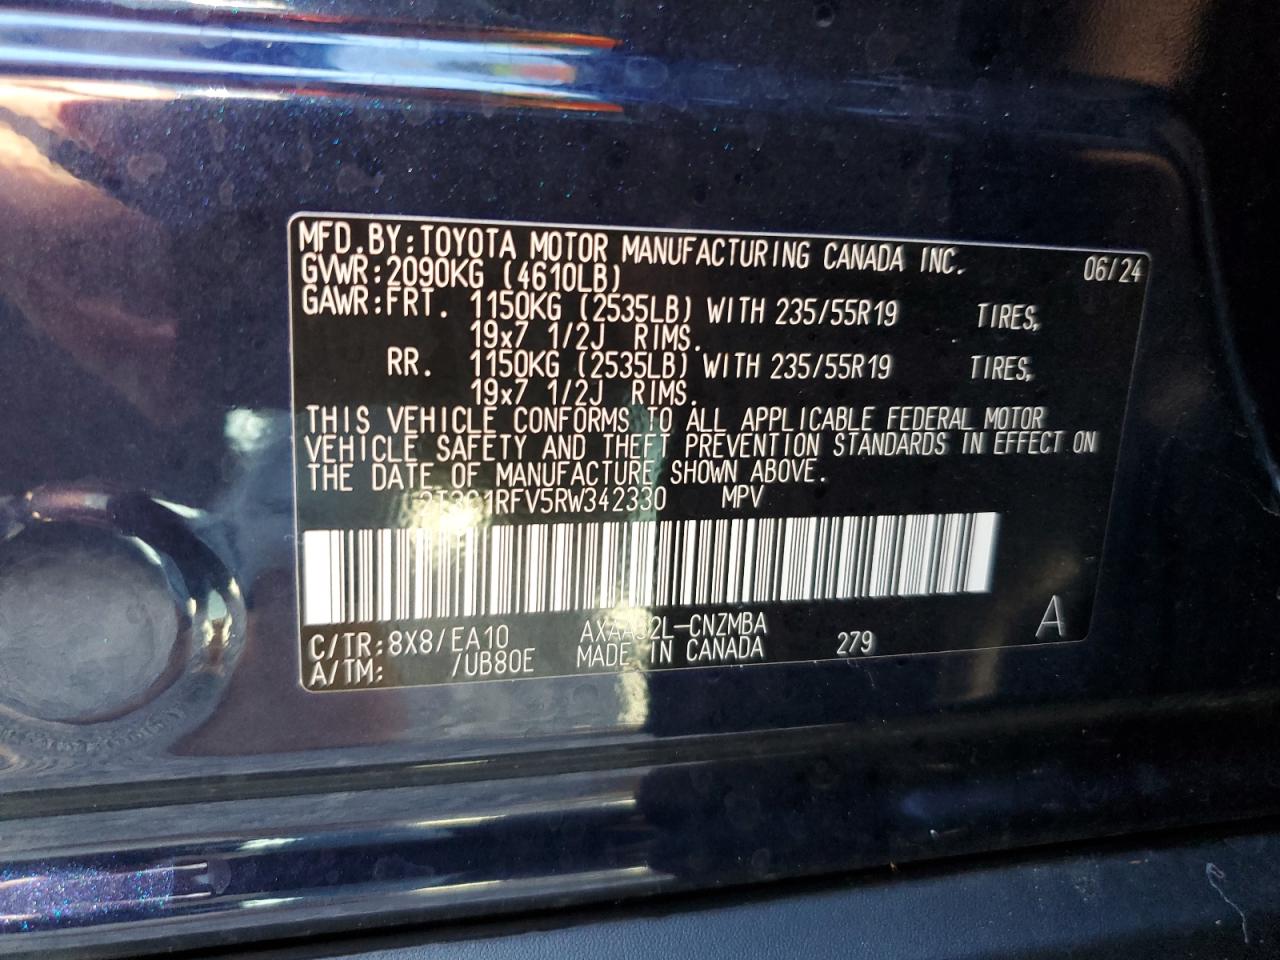 MFD.BY:TOYOTA MOTOR MANUFACTURING CANADA INC. 06/24
GVWR:2090KG (4610LB)
GAWR:FRT. 1150KG (2535LB) WITH 235/55R19 TIRES,
19x7 1/2J RIMS.
RR. 1150KG (2535LB) WITH 235/55R19 TIRES,
19x7 1/2J RIMS.
THIS VEHICLE CONFORMS TO ALL APPLICABLE FEDERAL MOTOR
VEHICLE SAFETY AND THEFT PREVENTION STANDARDS IN EFFECT ON
THE DATE OF MANUFACTURE SHOWN ABOVE.
MPV
C/TR:8X8/EA10 279 A
A/TM: /UB80E MADE IN CANADA